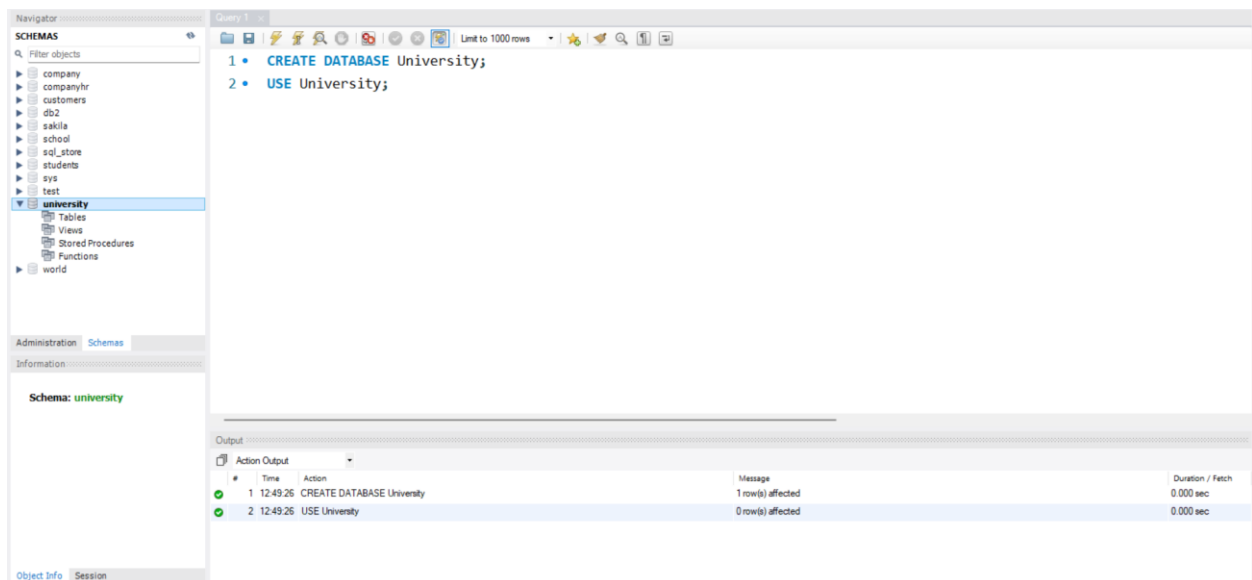 Navigator
SCHEMAS
Filter objects
company
companyhr
customers
db2
sakila
school
sql_store
students
sys
test
university
Tables
Views
Stored Procedures
Functions
world
Administration Schemas
Information
Schema: university
Object Info Session
Query 1
Limit to 1000 rows
1 CREATE DATABASE University;
2 USE University;
Output
Action Output
# Time Action Message Duration / Fetch
1 12:49:26 CREATE DATABASE University 1 row(s) affected 0.000 sec
2 12:49:26 USE University 0 row(s) affected 0.000 sec